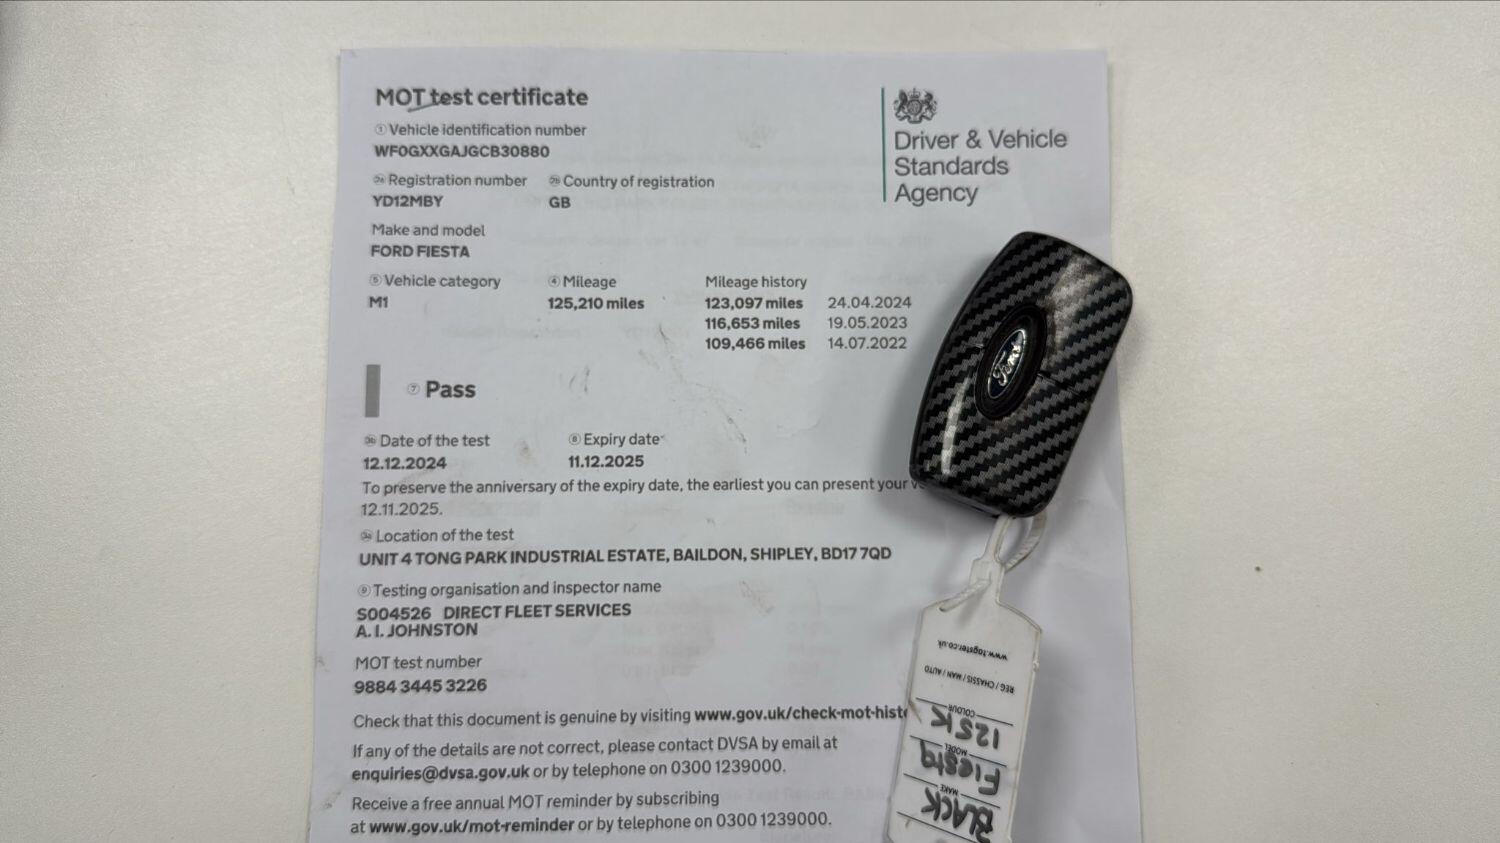 MOT test certificate
① Vehicle identification number
WF0GXXGAJGCB30880
Registration number
YD12MBY
Country of registration
GB
Make and model
FORD FIESTA
⑤ Vehicle category
M1
④ Mileage
125,210 miles
Mileage history
123,097 miles 24.04.2024
116,653 miles 19.05.2023
109,466 miles 14.07.2022
⑦ Pass
Date of the test
12.12.2024
⑧ Expiry date
11.12.2025
To preserve the anniversary of the expiry date, the earliest you can present your
12.11.2025.
Location of the test
UNIT 4 TONG PARK INDUSTRIAL ESTATE, BAILDON, SHIPLEY, BD17 7QD
⑨ Testing organisation and inspector name
S004526 DIRECT FLEET SERVICES
A. I. JOHNSTON
MOT test number
9884 3445 3226
Check that this document is genuine by visiting www.gov.uk/check-mot-histo
If any of the details are not correct, please contact DVSA by email at
enquiries@dvsa.gov.uk or by telephone on 0300 1239000.
Receive a free annual MOT reminder by subscribing
at www.gov.uk/mot-reminder or by telephone on 0300 1239000.
Driver & Vehicle
Standards
Agency
Ford
BLACK
MAKE
Fiesta
MODEL
125K
COLOUR
REG / CHASSIS / MAN / AUTO
www.tagster.co.uk